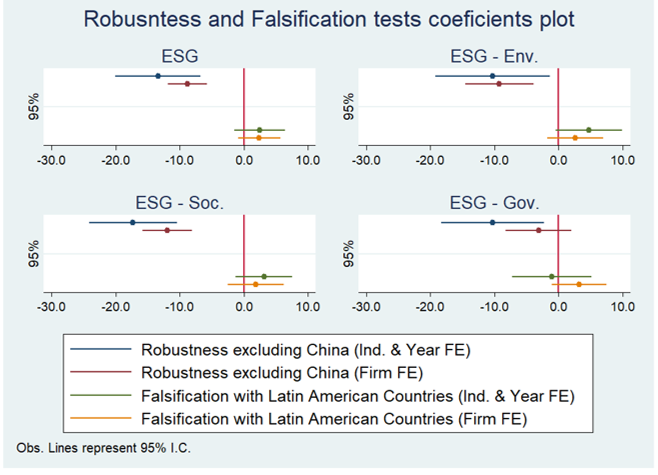 Robusntess and Falsification tests coeficients plot
ESG
ESG - Env.
95%
95%
-30.0 -20.0 -10.0 0.0 10.0
-30.0 -20.0 -10.0 0.0 10.0
ESG - Soc.
ESG - Gov.
95%
95%
-30.0 -20.0 -10.0 0.0 10.0
-30.0 -20.0 -10.0 0.0 10.0
Robustness excluding China (Ind. & Year FE)
Robustness excluding China (Firm FE)
Falsification with Latin American Countries (Ind. & Year FE)
Falsification with Latin American Countries (Firm FE)
Obs. Lines represent 95% I.C.